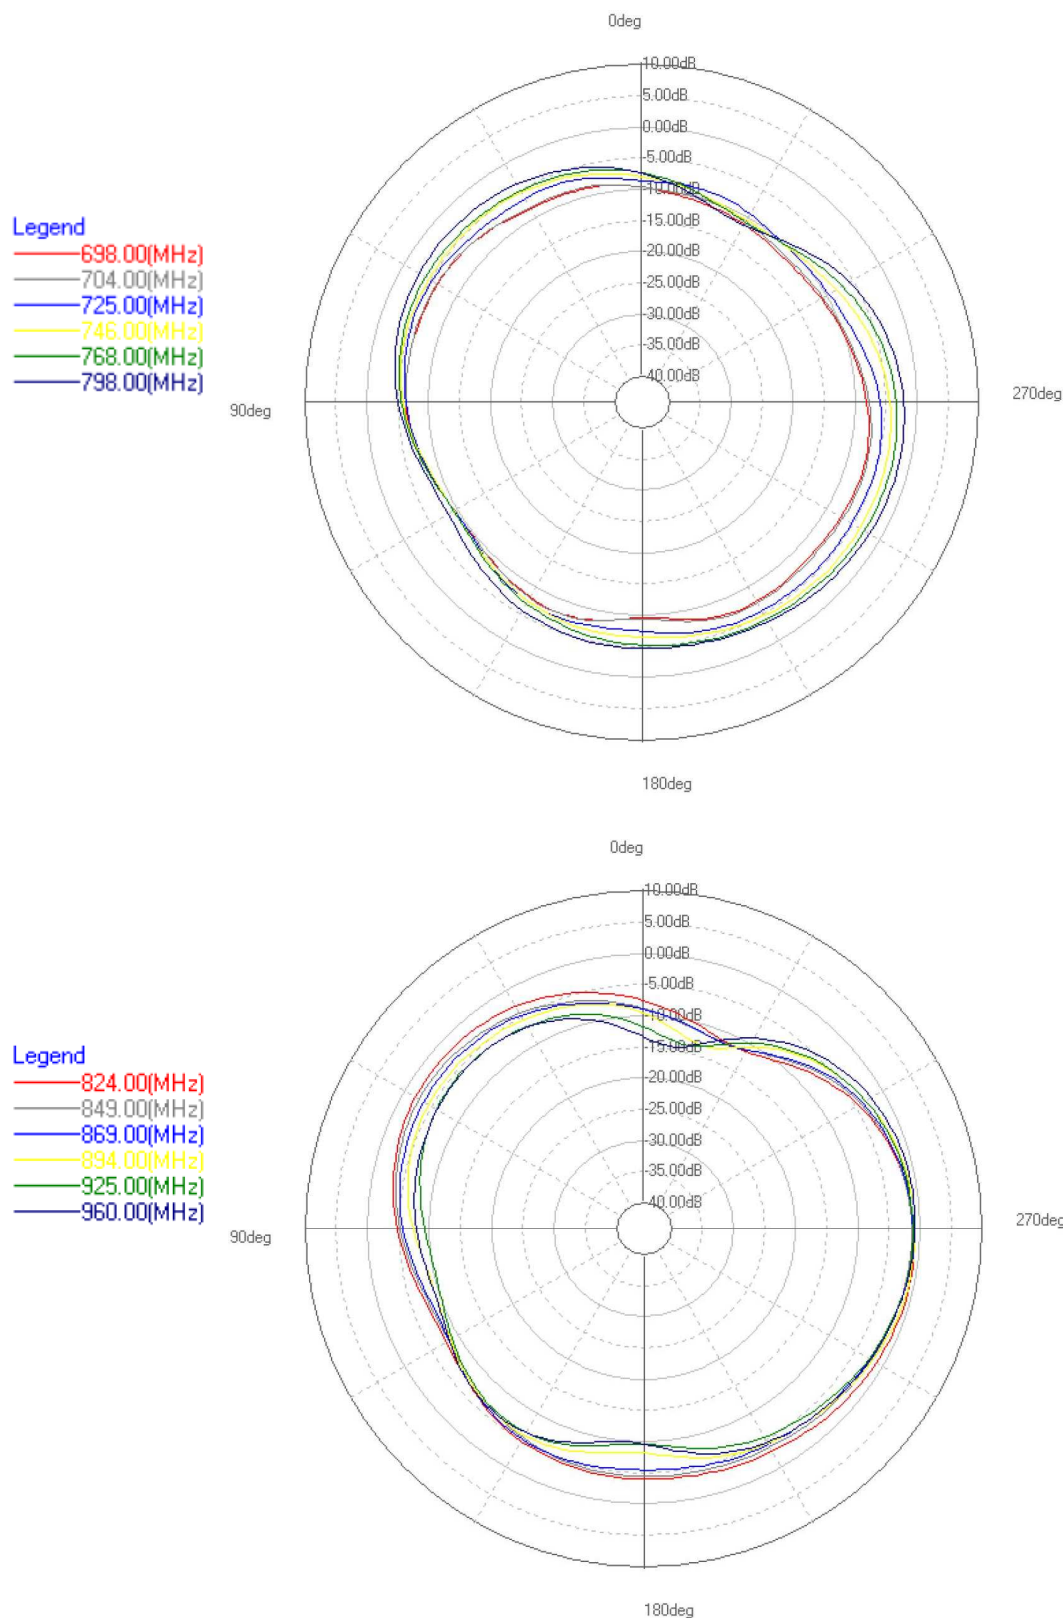 0deg
10.00dB
5.00dB
0.00dB
-5.00dB
-10.00dB
-15.00dB
-20.00dB
-25.00dB
-30.00dB
-35.00dB
-40.00dB
Legend
698.00(MHz)
704.00(MHz)
725.00(MHz)
746.00(MHz)
768.00(MHz)
798.00(MHz)
90deg
270deg
180deg
0deg
10.00dB
5.00dB
0.00dB
-5.00dB
-10.00dB
-15.00dB
-20.00dB
-25.00dB
-30.00dB
-35.00dB
-40.00dB
Legend
824.00(MHz)
849.00(MHz)
869.00(MHz)
894.00(MHz)
925.00(MHz)
960.00(MHz)
90deg
270deg
180deg